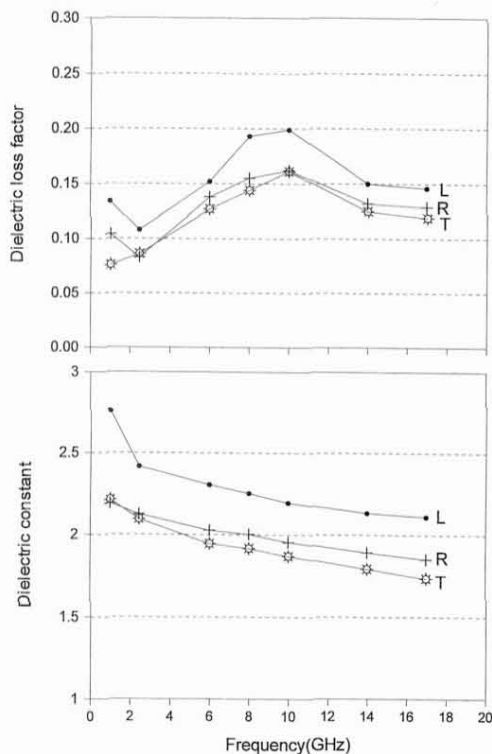 Dielectric loss factor
0.30
0.25
0.20
0.15
0.10
0.05
0.00
L
R
T
Dielectric constant
3
2.5
2
1.5
1
L
R
T
0 2 4 6 8 10 12 14 16 18 20
Frequency(GHz)